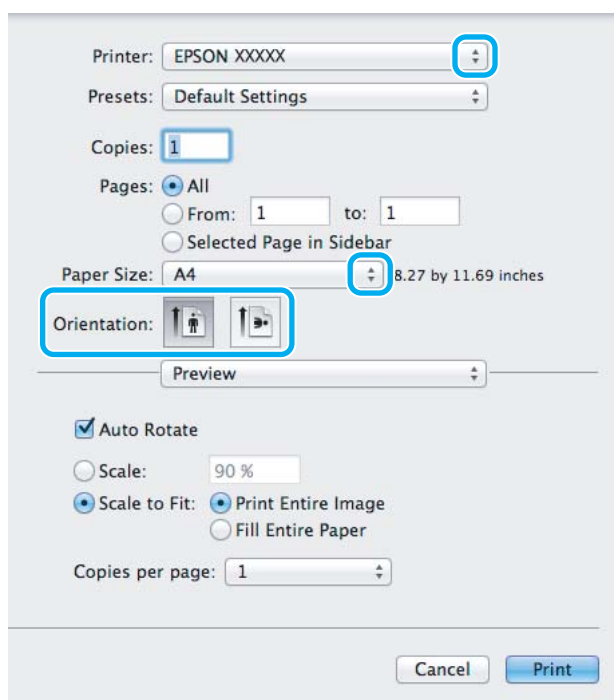 Printer: EPSON XXXXX
Presets: Default Settings
Copies: 1
Pages: All
From: 1 to: 1
Selected Page in Sidebar
Paper Size: A4 8.27 by 11.69 inches
Orientation:
Preview
Auto Rotate
Scale: 90 %
Scale to Fit: Print Entire Image
Fill Entire Paper
Copies per page: 1
Cancel Print